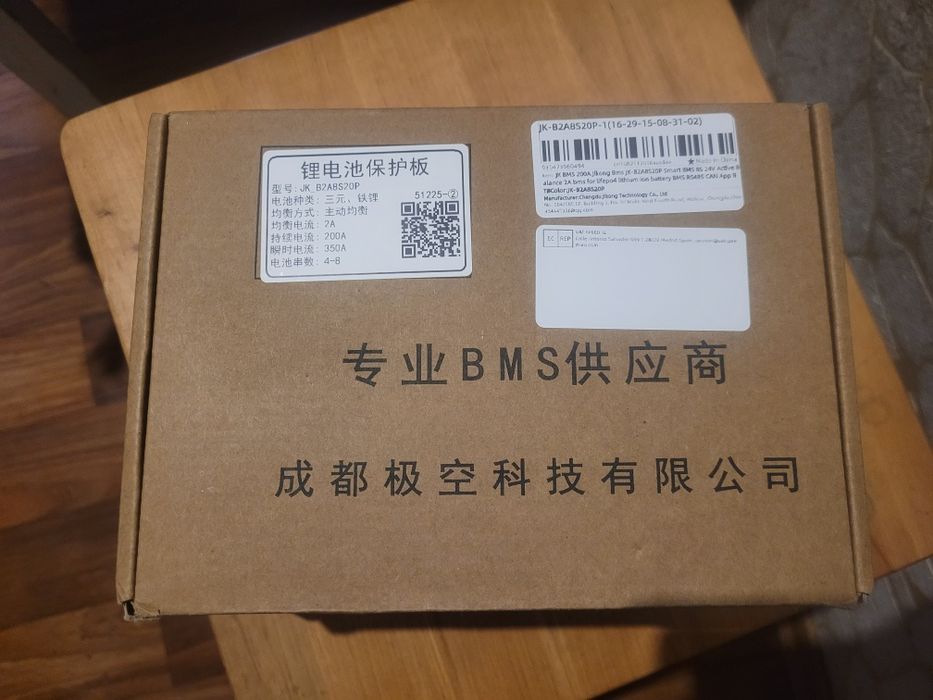 锂电池保护板
型号: JK_B2A8S20P
51225-②
电池种类: 三元、铁锂
均衡方式: 主动均衡
均衡电流: 2A
持续电流: 200A
瞬时电流: 350A
电池串数: 4-8
JK-B2A8S20P-1(16-29-15-08-31-02)
Made In China
JK BMS 200A Jikong Bms JK-B2A8S20P Smart BMS 8S 24V Active B
alance 2A bms for lifepo4 lithium ion battery BMS RS485 CAN App B
T#Color:JK-B2A8S20P
Manufacturer:Chengdu Jikong Technology Co., Ltd
EC REP
专业BMS供应商
成都极空科技有限公司